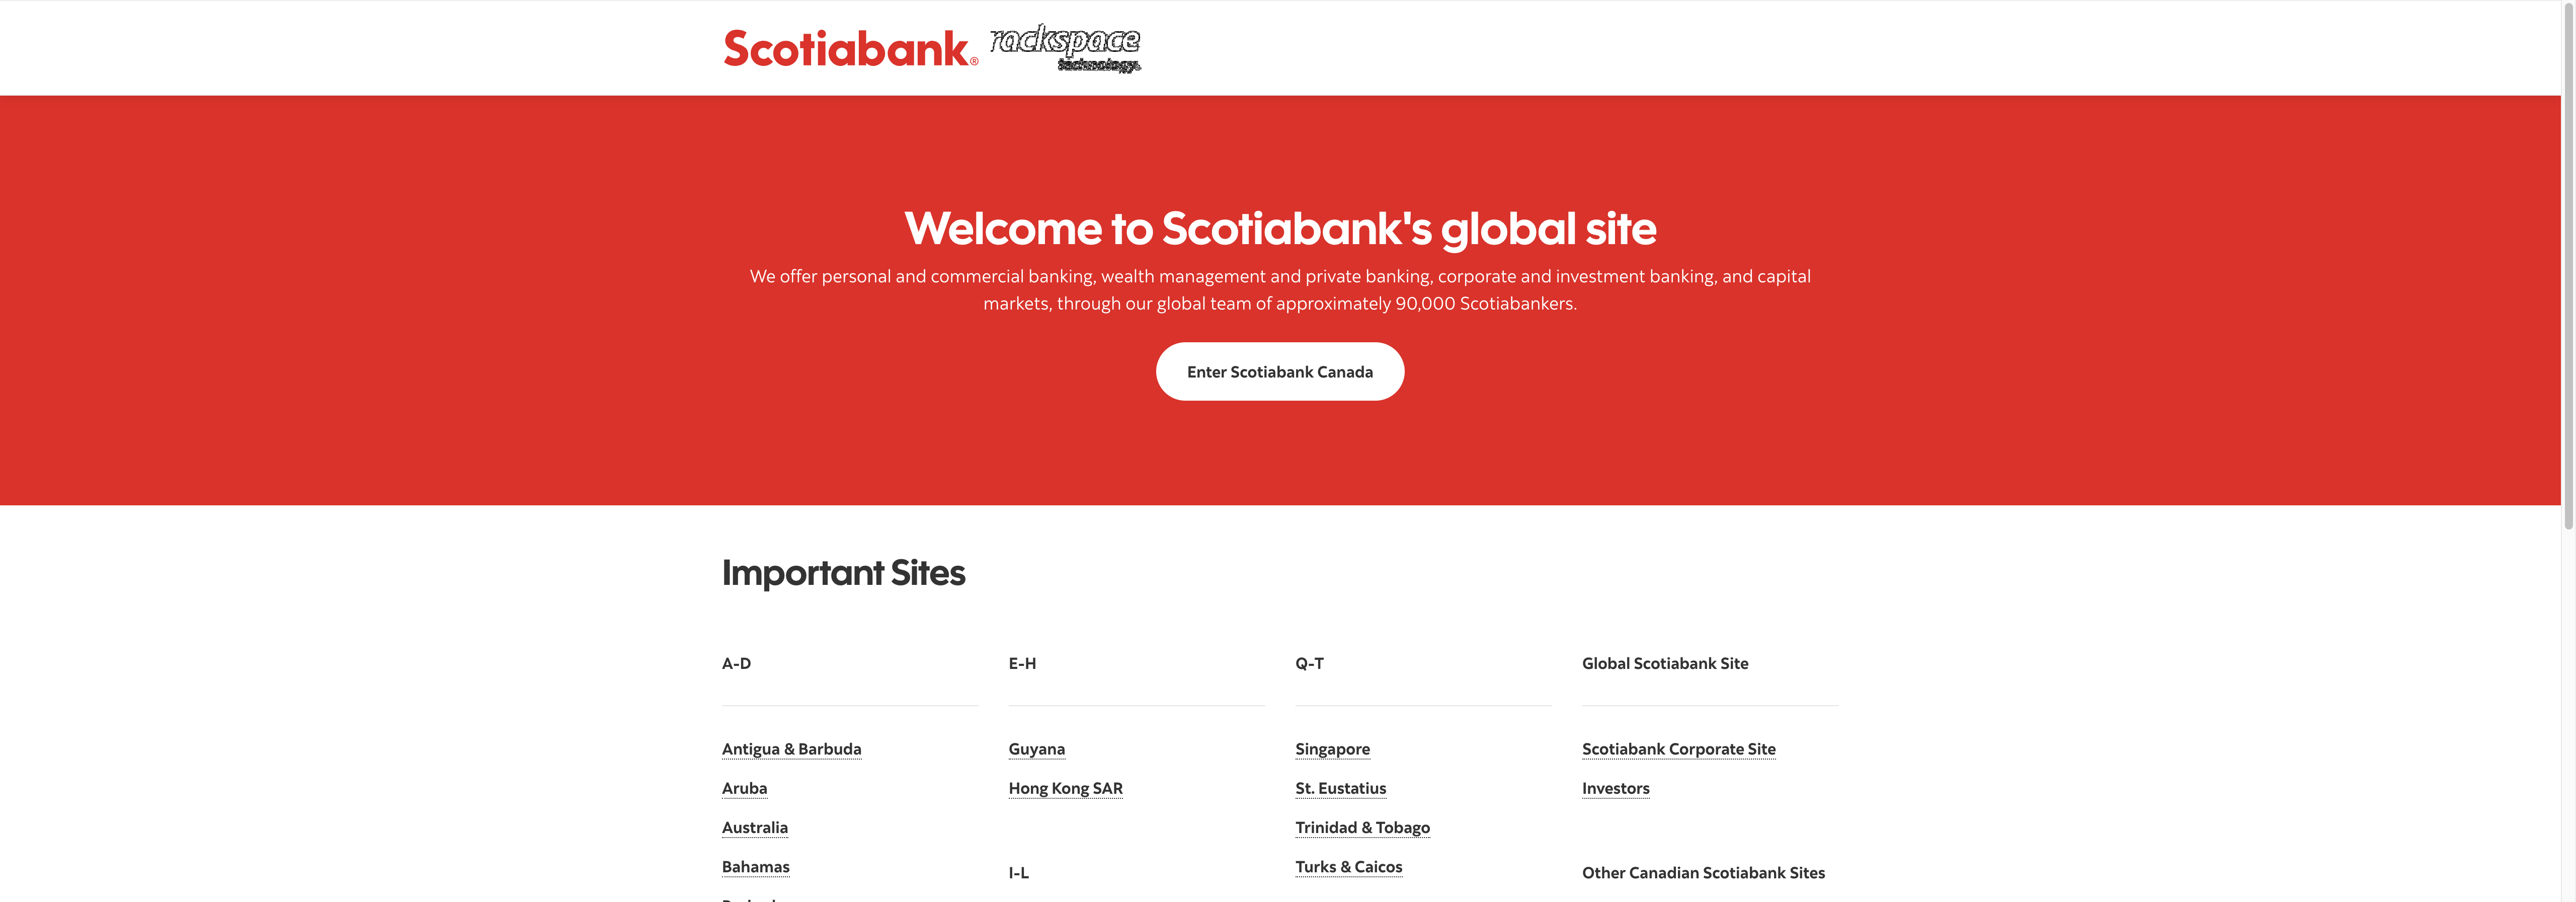 Scotiabank®
rackspace
technology.
Welcome to Scotiabank's global site
We offer personal and commercial banking, wealth management and private banking, corporate and investment banking, and capital
markets, through our global team of approximately 90,000 Scotiabankers.
Enter Scotiabank Canada
Important Sites
A-D
Antigua & Barbuda
Aruba
Australia
Bahamas
E-H
Guyana
Hong Kong SAR
I-L
Q-T
Singapore
St. Eustatius
Trinidad & Tobago
Turks & Caicos
Global Scotiabank Site
Scotiabank Corporate Site
Investors
Other Canadian Scotiabank Sites